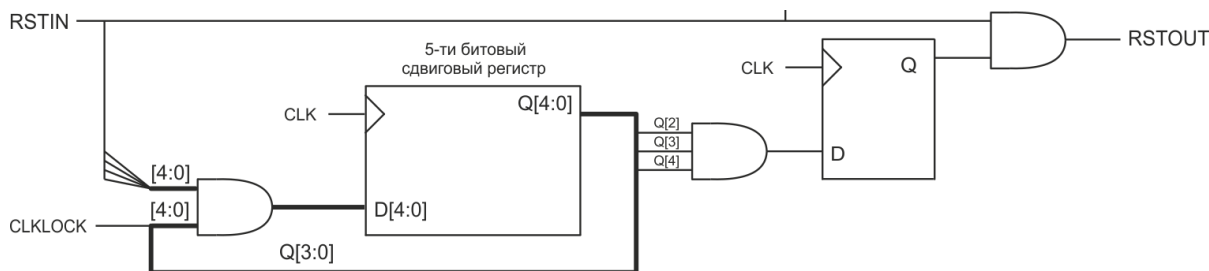 RSTIN
5-ти битовый
сдвиговый регистр
RSTOUT
CLK
Q
CLK
Q[4:0]
Q[2]
Q[3]
Q[4]
D
[4:0]
[4:0]
D[4:0]
CLKLOCK
Q[3:0]